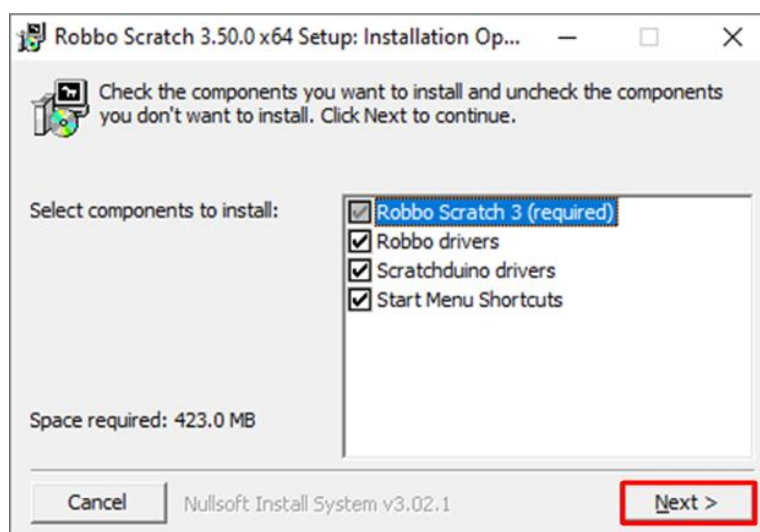 Robbo Scratch 3.50.0 x64 Setup: Installation Op...
Check the components you want to install and uncheck the components
you don't want to install. Click Next to continue.
Select components to install:
Robbo Scratch 3 (required)
Robbo drivers
Scratchduino drivers
Start Menu Shortcuts
Space required: 423.0 MB
Cancel
Nullsoft Install System v3.02.1
Next >